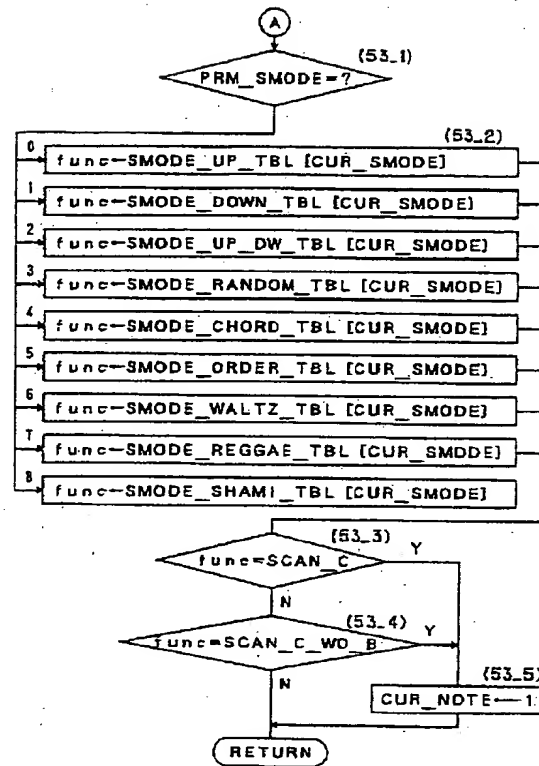 A
(53_1)
PRM_SMODE=?
(53_2)
0 func←SMODE_UP_TBL [CUR_SMODE]
1 func←SMODE_DOWN_TBL [CUR_SMODE]
2 func←SMODE_UP_DW_TBL [CUR_SMODE]
3 func←SMODE_RANDOM_TBL [CUR_SMODE]
4 func←SMODE_CHORD_TBL [CUR_SMODE]
5 func←SMODE_ORDER_TBL [CUR_SMODE]
6 func←SMODE_WALTZ_TBL [CUR_SMODE]
7 func←SMODE_REGGAE_TBL [CUR_SMODE]
8 func←SMODE_SHAMI_TBL [CUR_SMODE]
(53_3)
func=SCAN_C Y
N
(53_4)
func=SCAN_C_WO_B Y
N
(53_5)
CUR_NOTE←1
RETURN